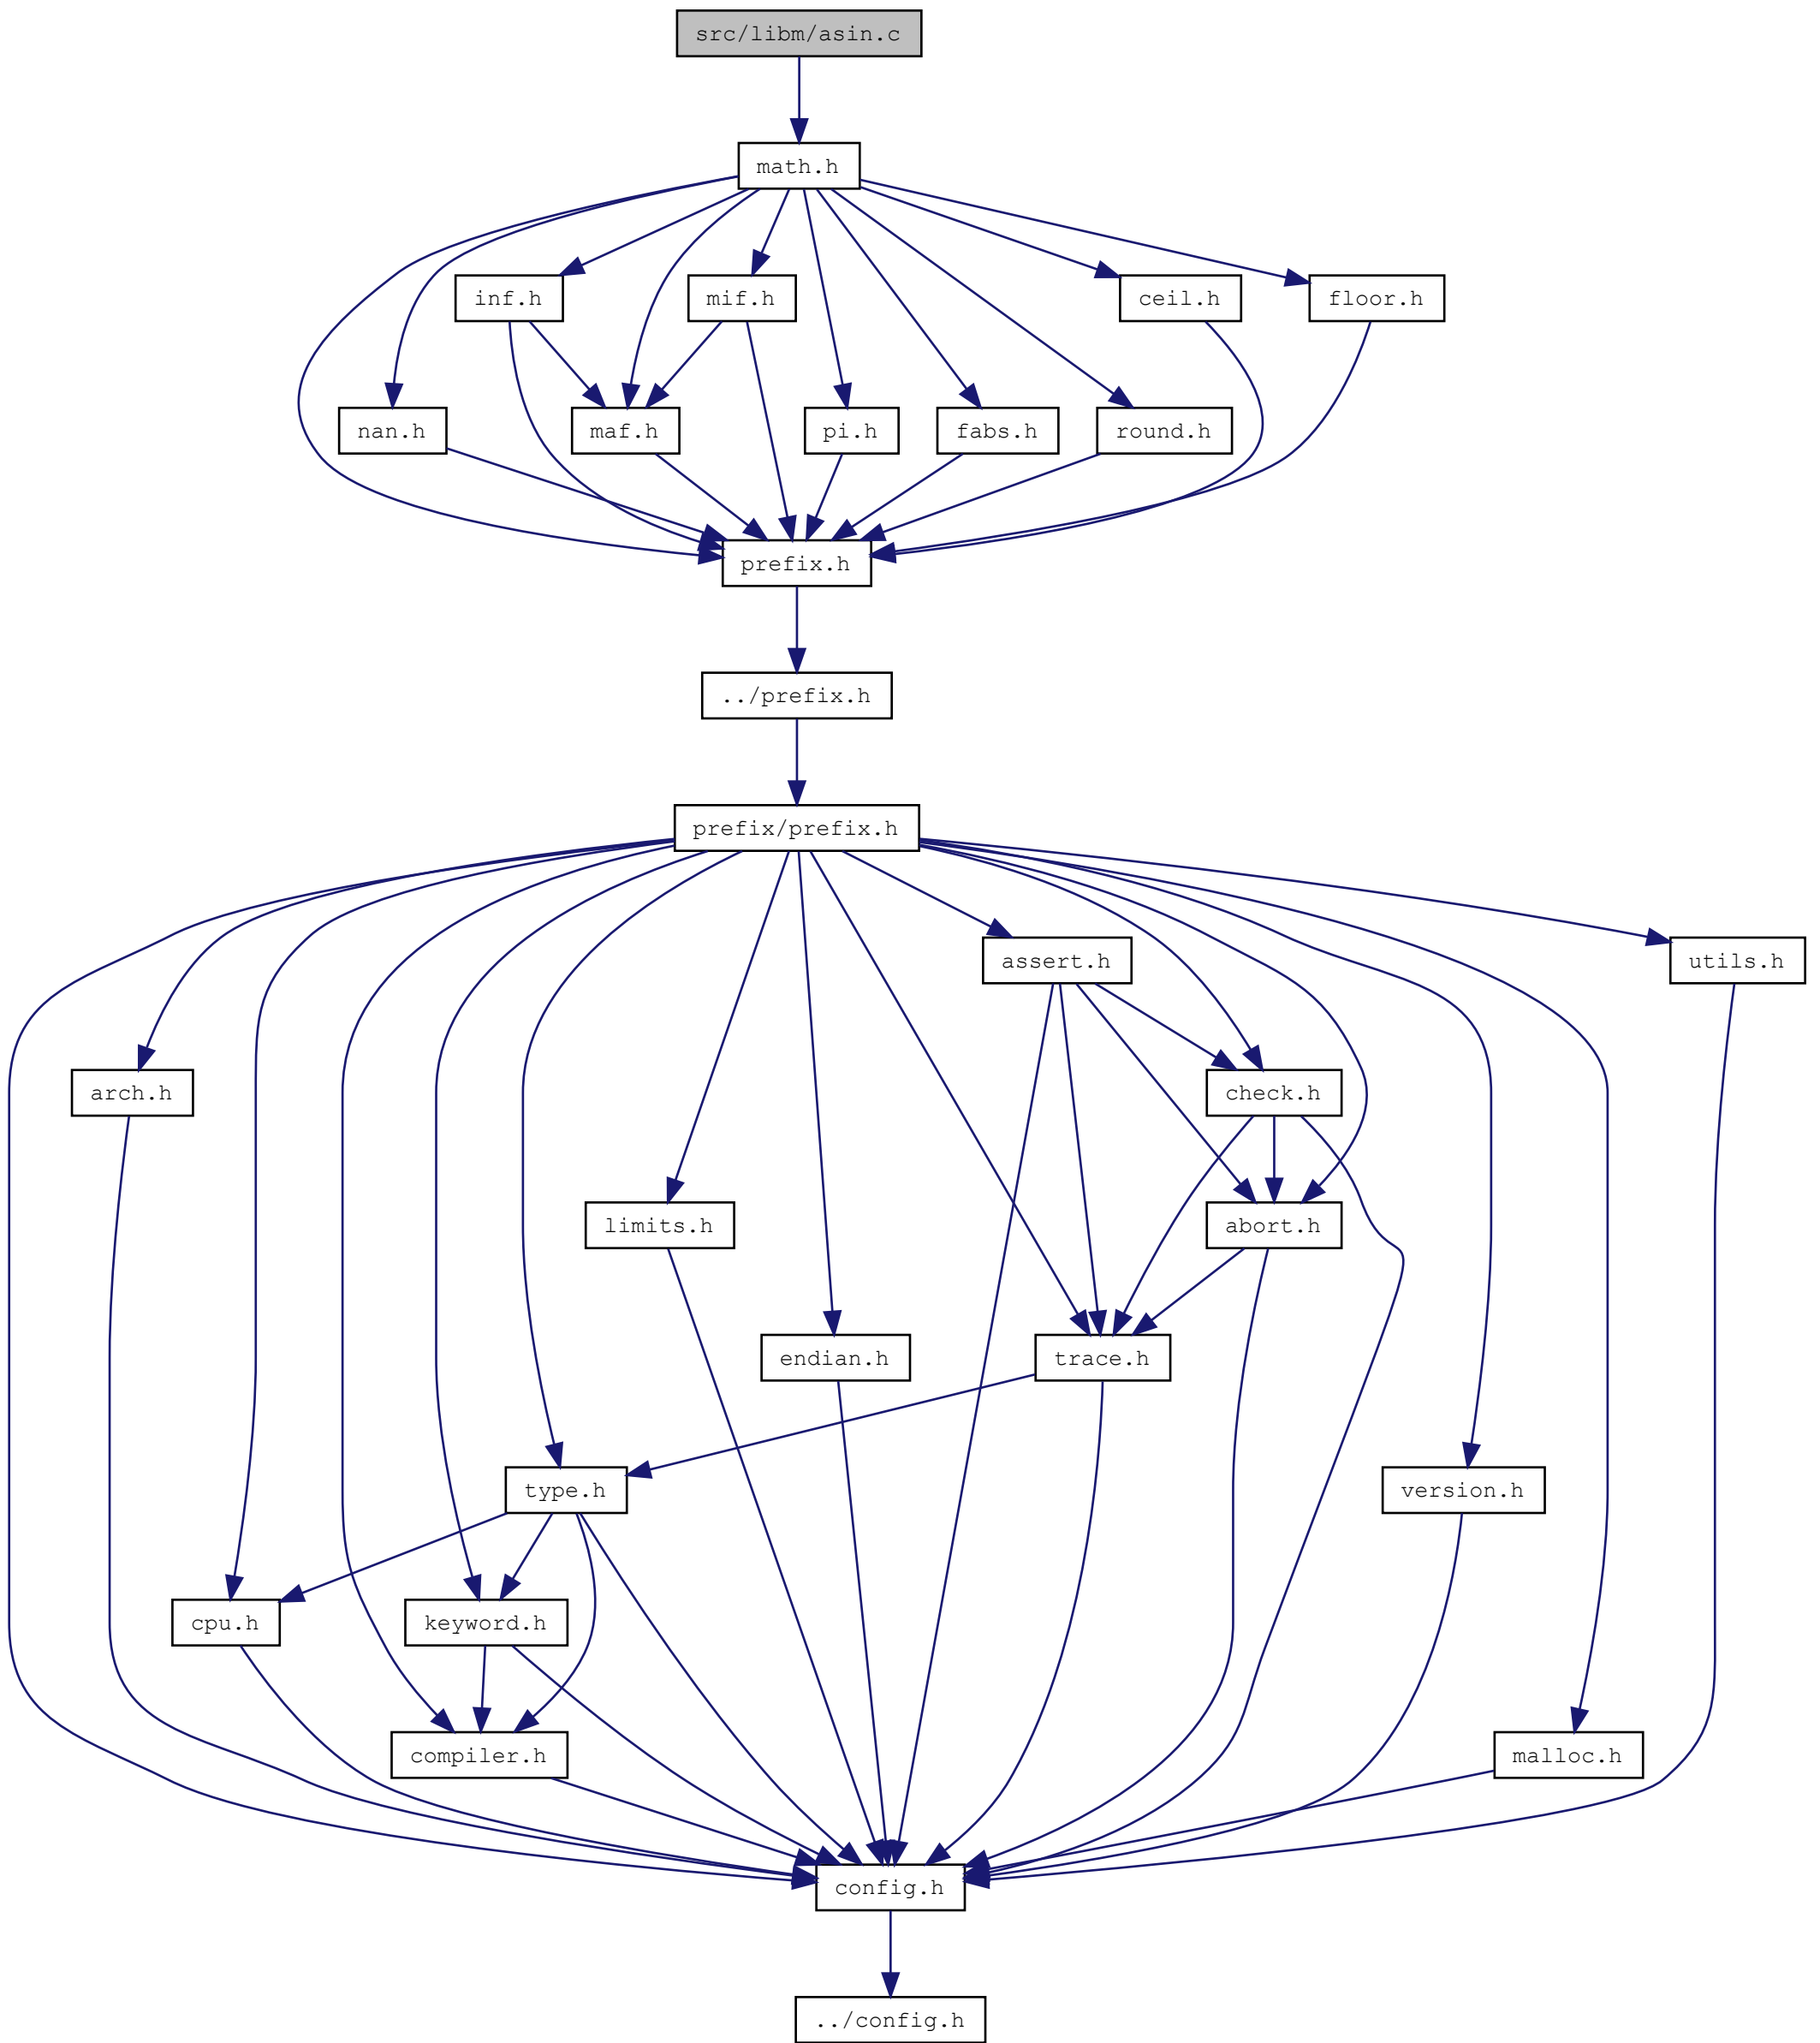 src/libm/asin.c
math.h
inf.h
mif.h
ceil.h
floor.h
nan.h
maf.h
pi.h
fabs.h
round.h
prefix.h
../prefix.h
prefix/prefix.h
assert.h
utils.h
arch.h
check.h
limits.h
abort.h
endian.h
trace.h
type.h
version.h
cpu.h
keyword.h
compiler.h
malloc.h
config.h
../config.h